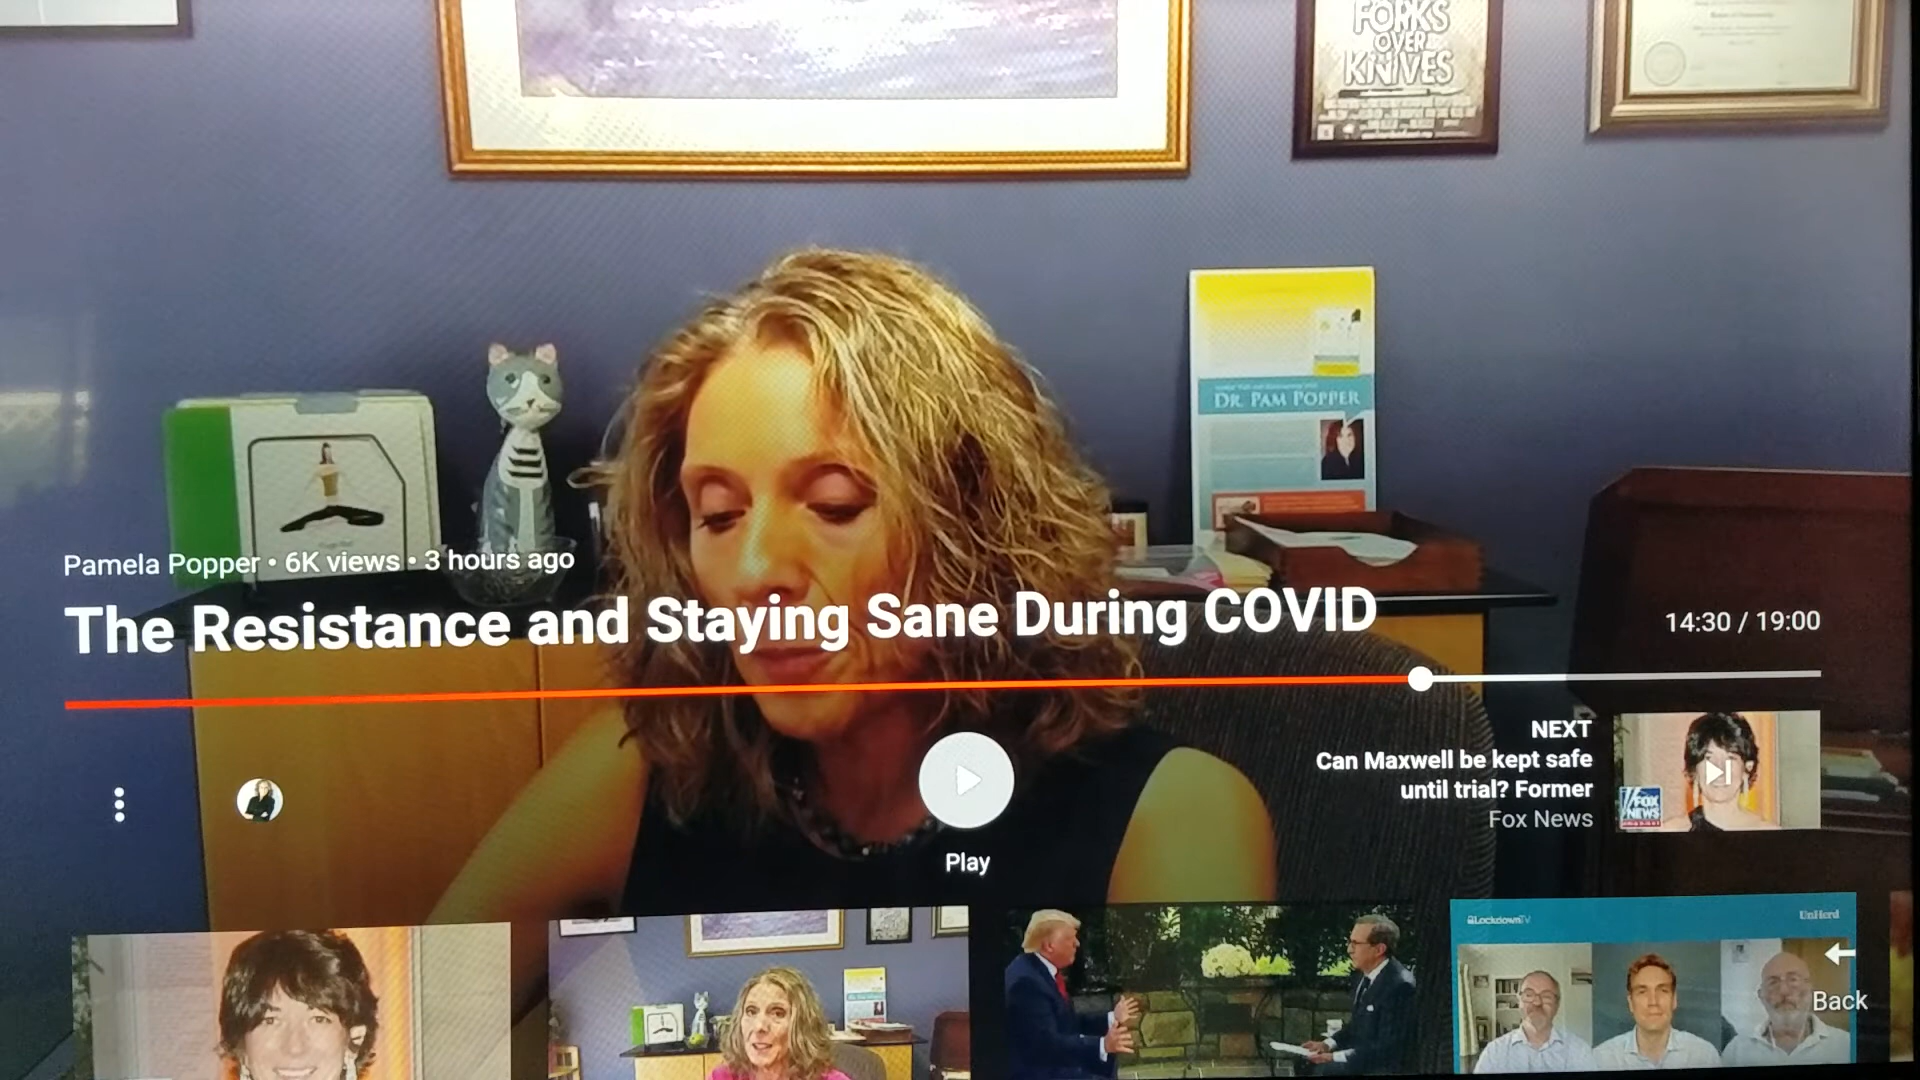 FORKS
OVER
KNIVES
DR. PAM POPPER
Pamela Popper • 6K views • 3 hours ago
The Resistance and Staying Sane During COVID
14:30 / 19:00
NEXT
Can Maxwell be kept safe
until trial? Former
Fox News
FOX
NEWS
Play
LockdownTV
UnHerd
Back